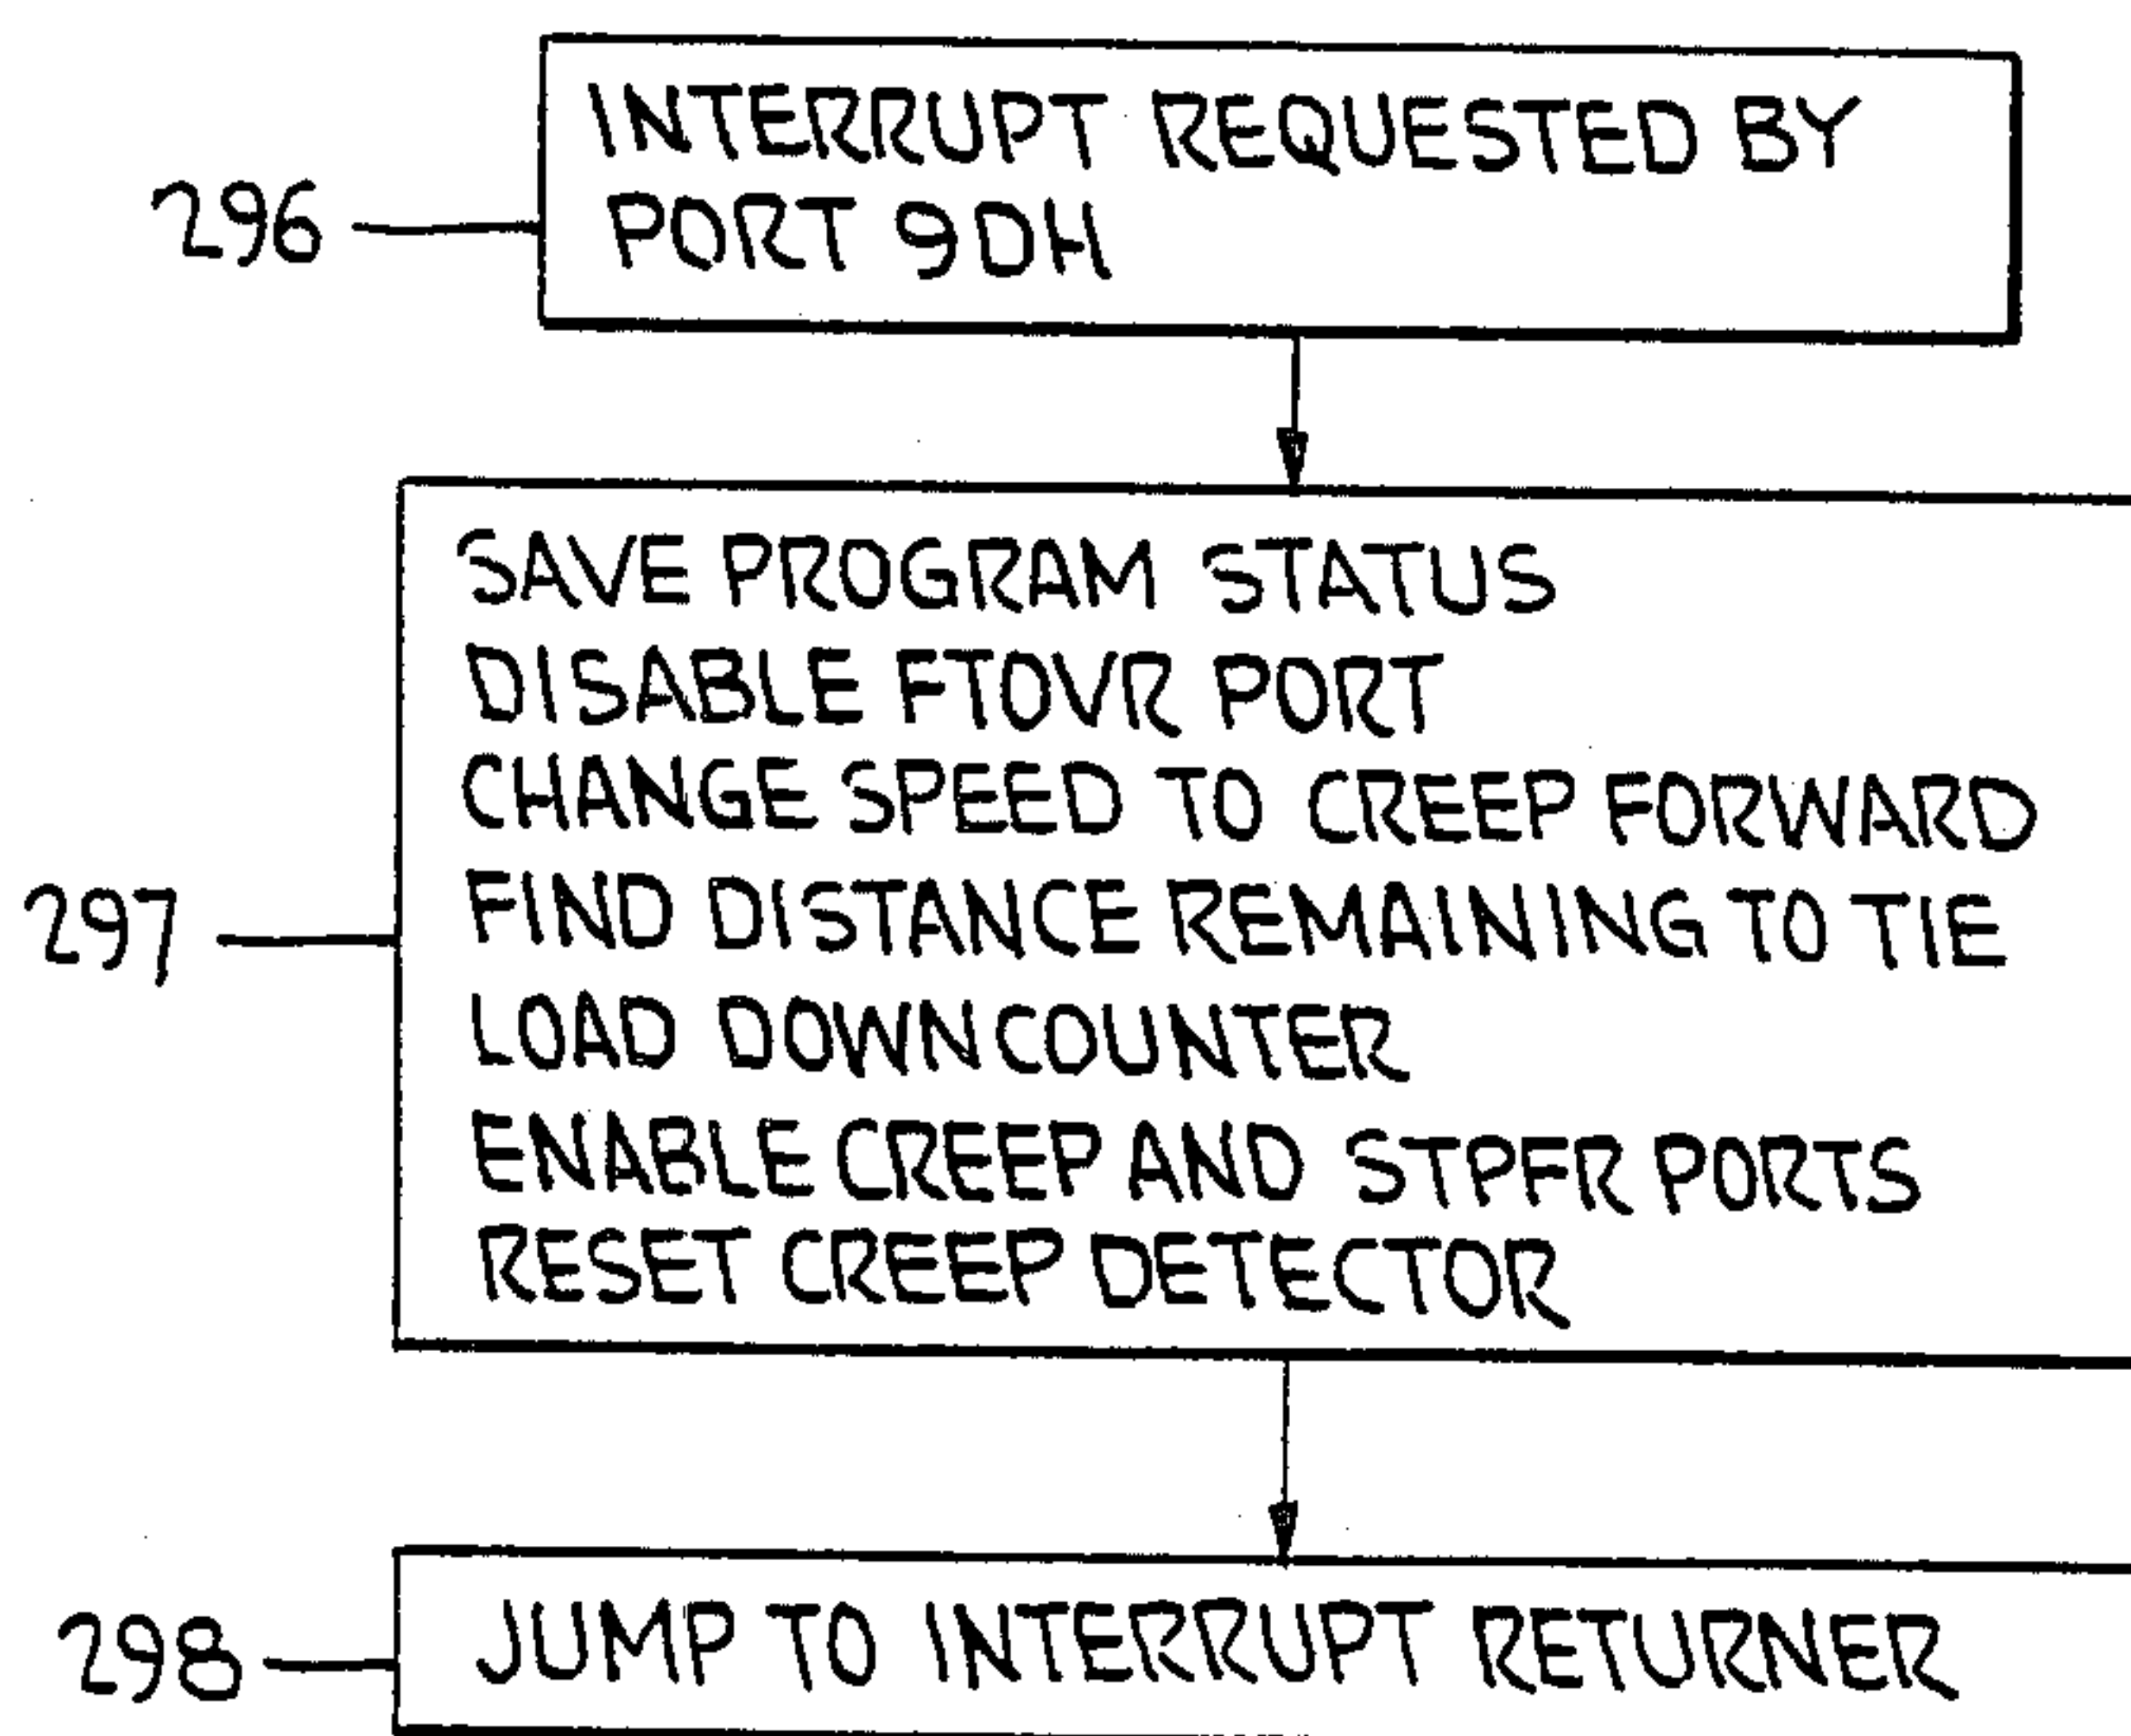 INTERRUPT REQUESTED BY
PORT 9DH
296
SAVE PROGRAM STATUS
DISABLE FTOVR PORT
CHANGE SPEED TO CREEP FORWARD
FIND DISTANCE REMAINING TO TIE
297
LOAD DOWNCOUNTER
ENABLE CREEP AND STPFR PORTS
RESET CREEP DETECTOR
298
JUMP TO INTERRUPT RETURNER